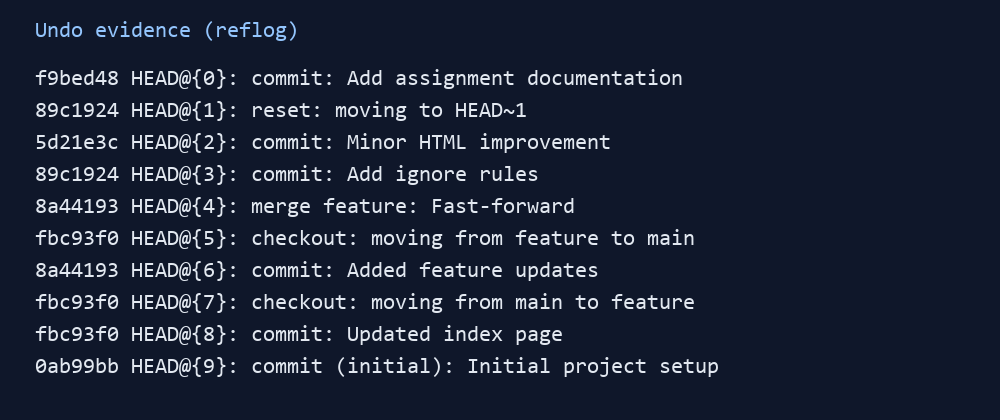 Undo evidence (reflog)
f9bed48 HEAD@{0}: commit: Add assignment documentation
89c1924 HEAD@{1}: reset: moving to HEAD~1
5d21e3c HEAD@{2}: commit: Minor HTML improvement
89c1924 HEAD@{3}: commit: Add ignore rules
8a44193 HEAD@{4}: merge feature: Fast-forward
fbc93f0 HEAD@{5}: checkout: moving from feature to main
8a44193 HEAD@{6}: commit: Added feature updates
fbc93f0 HEAD@{7}: checkout: moving from main to feature
fbc93f0 HEAD@{8}: commit: Updated index page
0ab99bb HEAD@{9}: commit (initial): Initial project setup